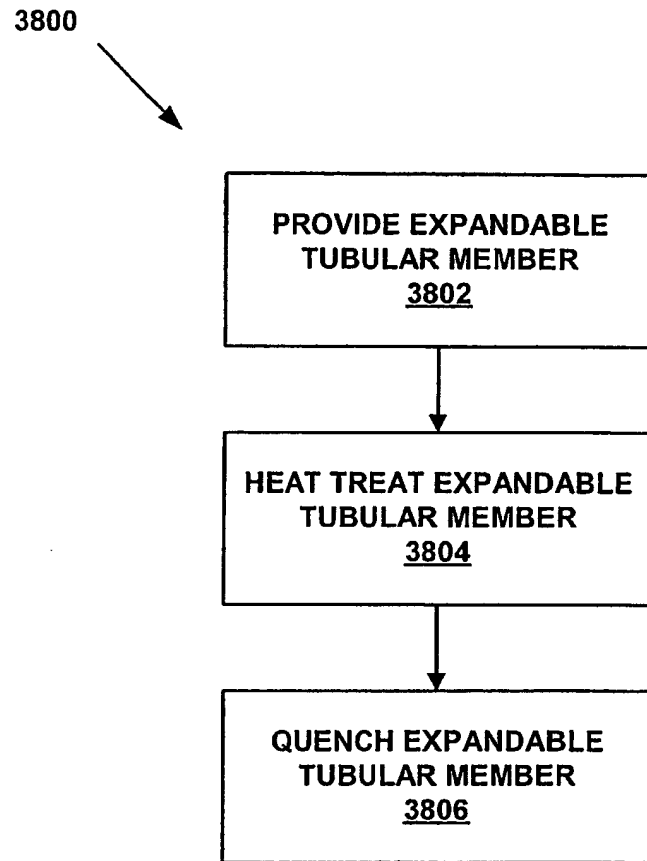 3800
PROVIDE EXPANDABLE
TUBULAR MEMBER
3802
HEAT TREAT EXPANDABLE
TUBULAR MEMBER
3804
QUENCH EXPANDABLE
TUBULAR MEMBER
3806